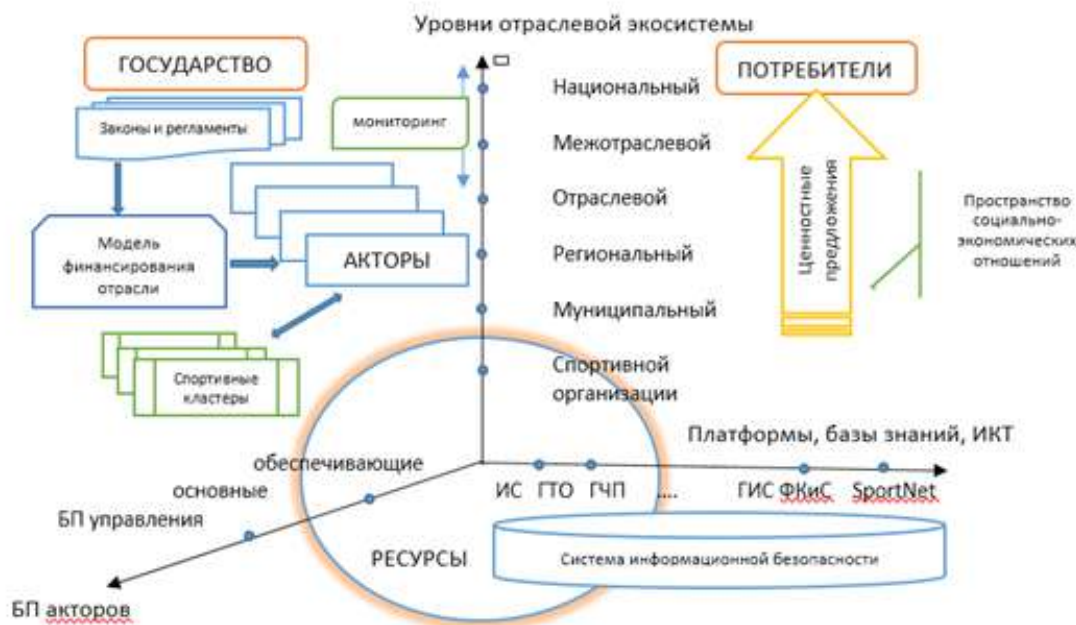 Уровни отраслевой экосистемы
ГОСУДАРСТВО
Законы и регламенты
Модель
финансирования
отрасли
АКТОРЫ
Спортивные
кластеры
мониторинг
Национальный
Межотраслевой
Отраслевой
Региональный
Муниципальный
Спортивной
организации
ПОТРЕБИТЕЛИ
Ценностные
предложения
Пространство
социально-
экономических
отношений
Платформы, базы знаний, ИКТ
ИС ГТО ГЧП .... ГИС ФКиС SportNet
обеспечивающие
основные
БП управления
БП акторов
РЕСУРСЫ
Система информационной безопасности